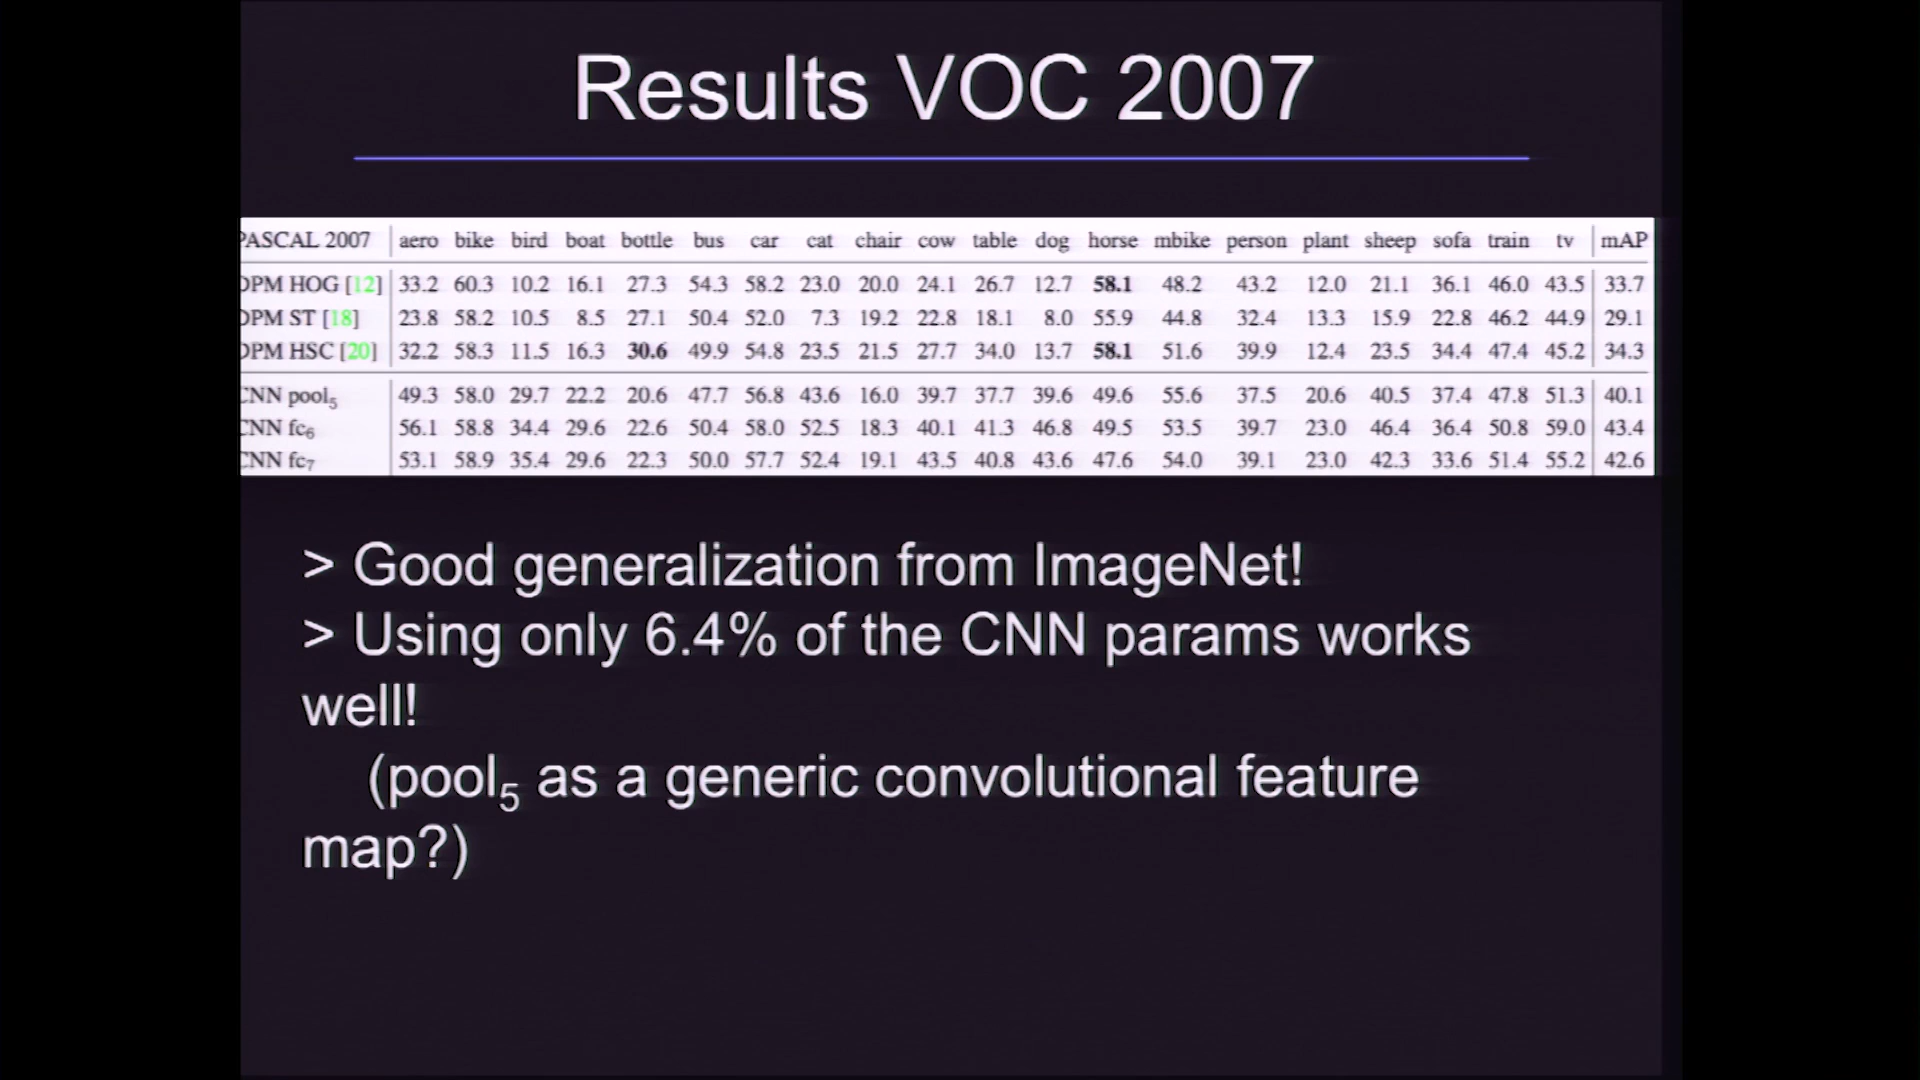 Results VOC 2007
PASCAL 2007 aero bike bird boat bottle bus car cat chair cow table dog horse mbike person plant sheep sofa train tv mAP
DPM HOG [12] 33.2 60.3 10.2 16.1 27.3 54.3 58.2 23.0 20.0 24.1 26.7 12.7 58.1 48.2 43.2 12.0 21.1 36.1 46.0 43.5 33.7
DPM ST [18] 23.8 58.2 10.5 8.5 27.1 50.4 52.0 7.3 19.2 22.8 18.1 8.0 55.9 44.8 32.4 13.3 15.9 22.8 46.2 44.9 29.1
DPM HSC [20] 32.2 58.3 11.5 16.3 30.6 49.9 54.8 23.5 21.5 27.7 34.0 13.7 58.1 51.6 39.9 12.4 23.5 34.4 47.4 45.2 34.3
CNN pool5 49.3 58.0 29.7 22.2 20.6 47.7 56.8 43.6 16.0 39.7 37.7 39.6 49.6 55.6 37.5 20.6 40.5 37.4 47.8 51.3 40.1
CNN fc6 56.1 58.8 34.4 29.6 22.6 50.4 58.0 52.5 18.3 40.1 41.3 46.8 49.5 53.5 39.7 23.0 46.4 36.4 50.8 59.0 43.4
CNN fc7 53.1 58.9 35.4 29.6 22.3 50.0 57.7 52.4 19.1 43.5 40.8 43.6 47.6 54.0 39.1 23.0 42.3 33.6 51.4 55.2 42.6
> Good generalization from ImageNet!
> Using only 6.4% of the CNN params works
well!
(pool5 as a generic convolutional feature
map?)